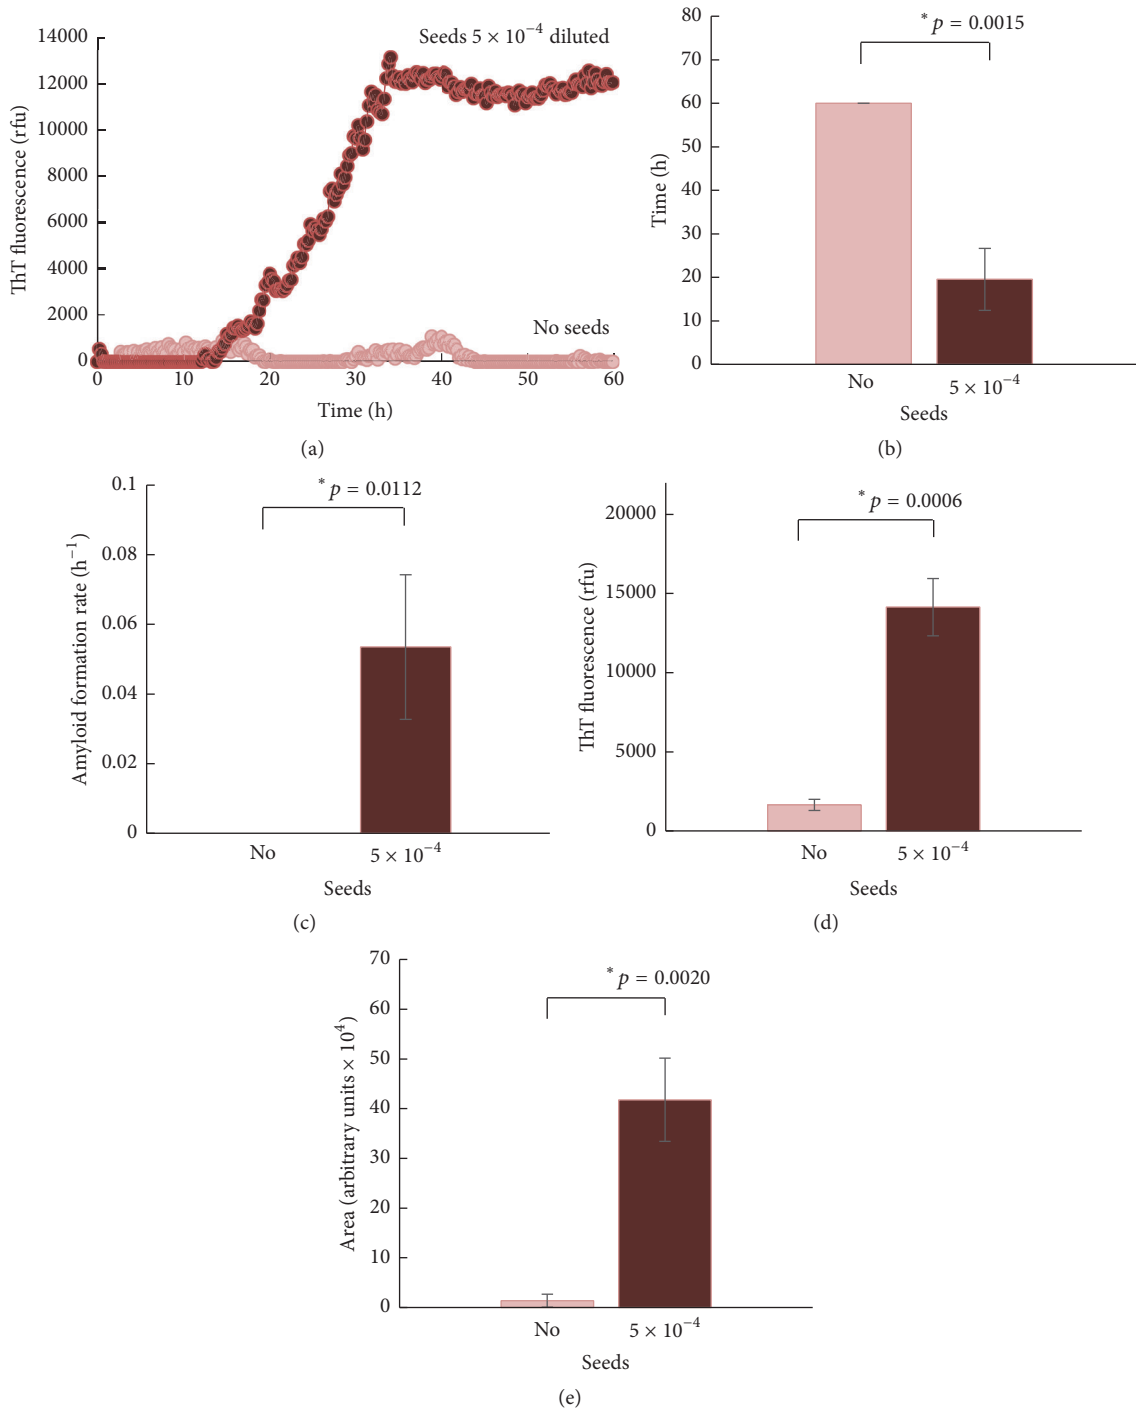 14000
12000
10000
8000
6000
4000
2000
0
ThT fluorescence (rfu)
Seeds 5 × 10⁻⁴ diluted
No seeds
0 10 20 30 40 50 60
Time (h)
(a)
80
70
60
50
40
30
20
10
0
Time (h)
* p = 0.0015
No 5 × 10⁻⁴
Seeds
(b)
0.1
0.08
0.06
0.04
0.02
0
Amyloid formation rate (h⁻¹)
* p = 0.0112
No 5 × 10⁻⁴
Seeds
(c)
20000
15000
10000
5000
0
ThT fluorescence (rfu)
* p = 0.0006
No 5 × 10⁻⁴
Seeds
(d)
70
60
50
40
30
20
10
0
Area (arbitrary units × 10⁴)
* p = 0.0020
No 5 × 10⁻⁴
Seeds
(e)